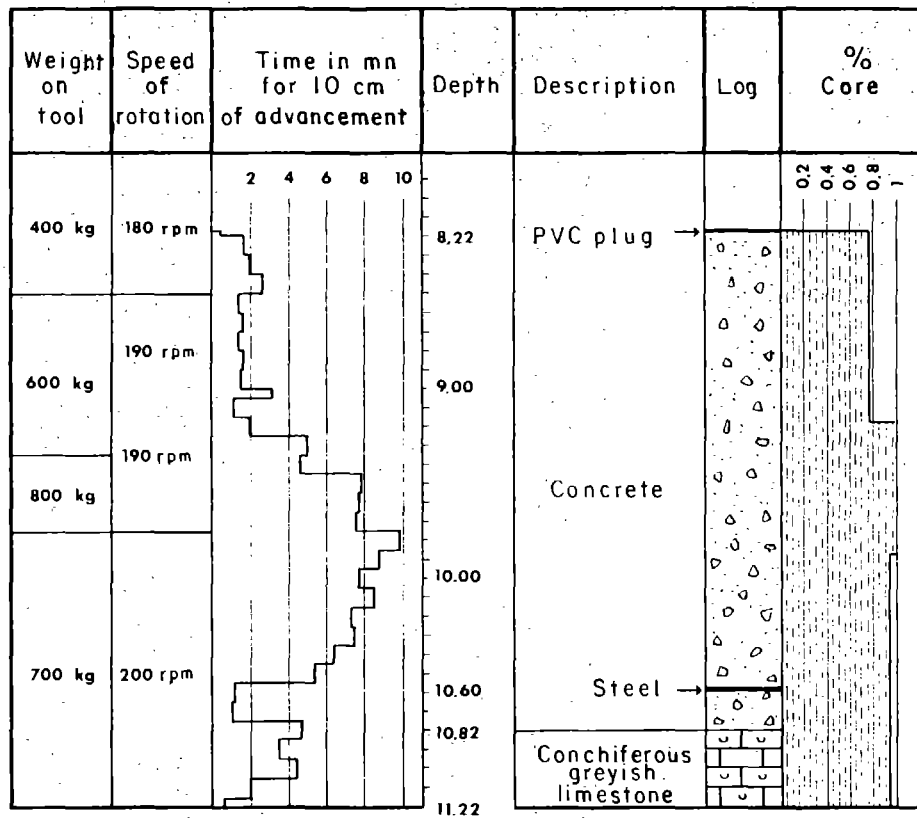 Weight
on
tool
Speed
of
rotation
Time in mn
for 10 cm
of advancement
Depth
Description
Log
%
Core
2 4 6 8 10
0,2 0,4 0,6 0,8 1
400 kg
180 rpm
8,22
PVC plug
190 rpm
600 kg
9,00
190 rpm
800 kg
Concrete
10.00
700 kg
200 rpm
10,60
Steel
10,82
Conchiferous
greyish
limestone
11,22